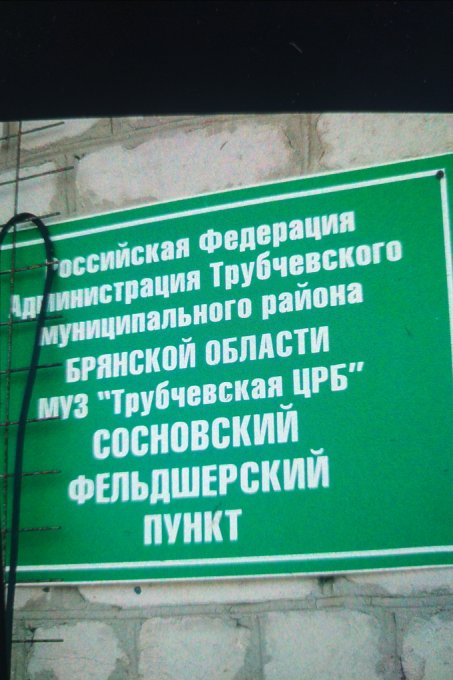 Российская Федерация
Администрация Трубчевского
муниципального района
БРЯНСКОЙ ОБЛАСТИ
МУЗ "Трубчевская ЦРБ"
СОСНОВСКИЙ
ФЕЛЬДШЕРСКИЙ
ПУНКТ